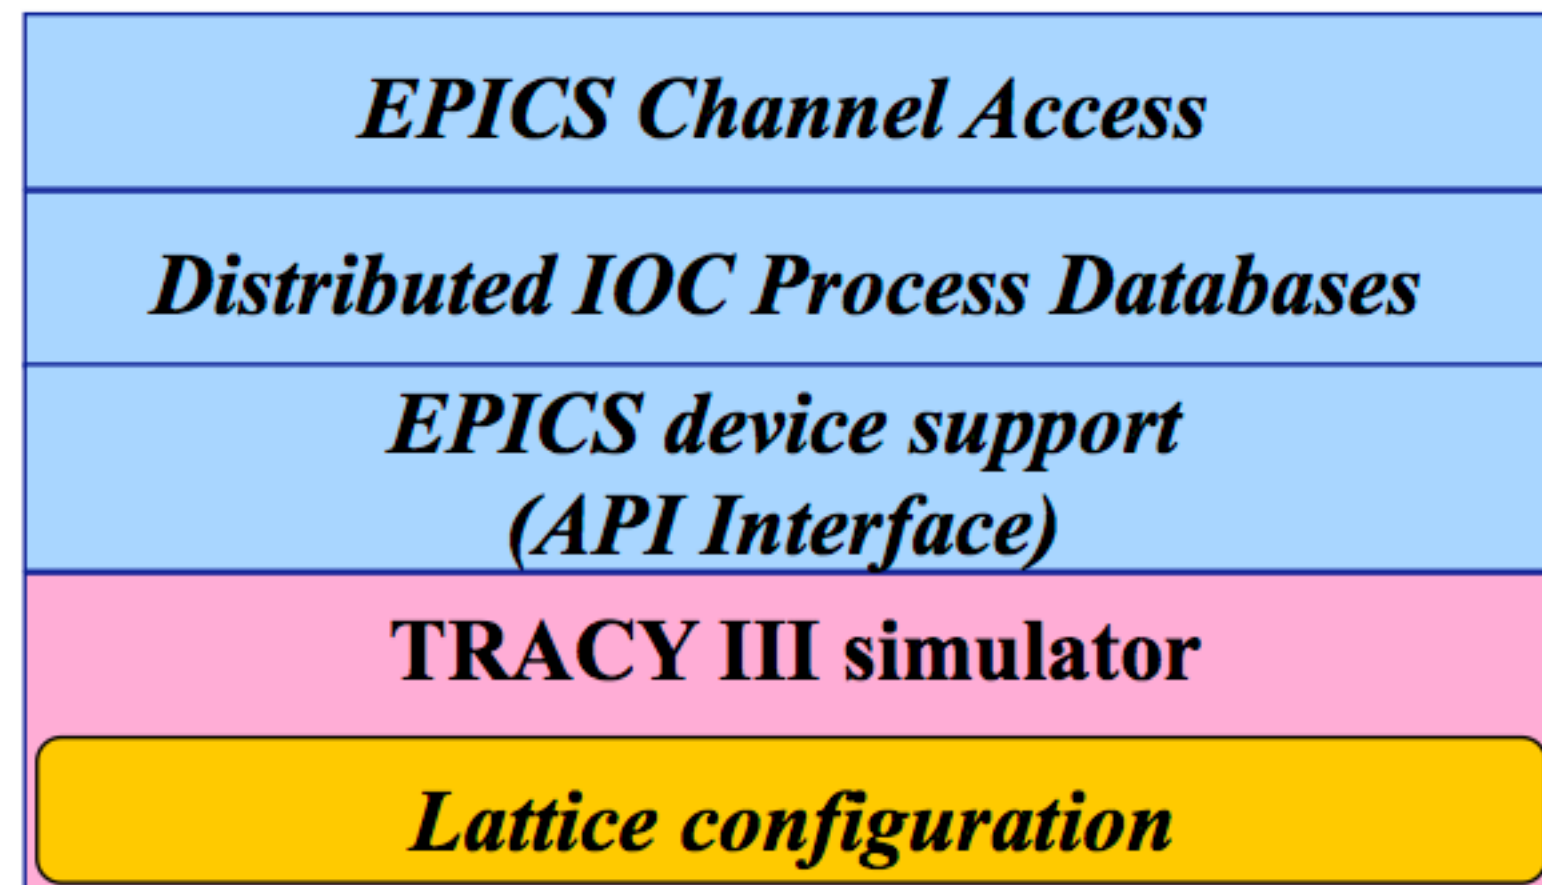 EPICS Channel Access
Distributed IOC Process Databases
EPICS device support
(API Interface)
TRACY III simulator
Lattice configuration